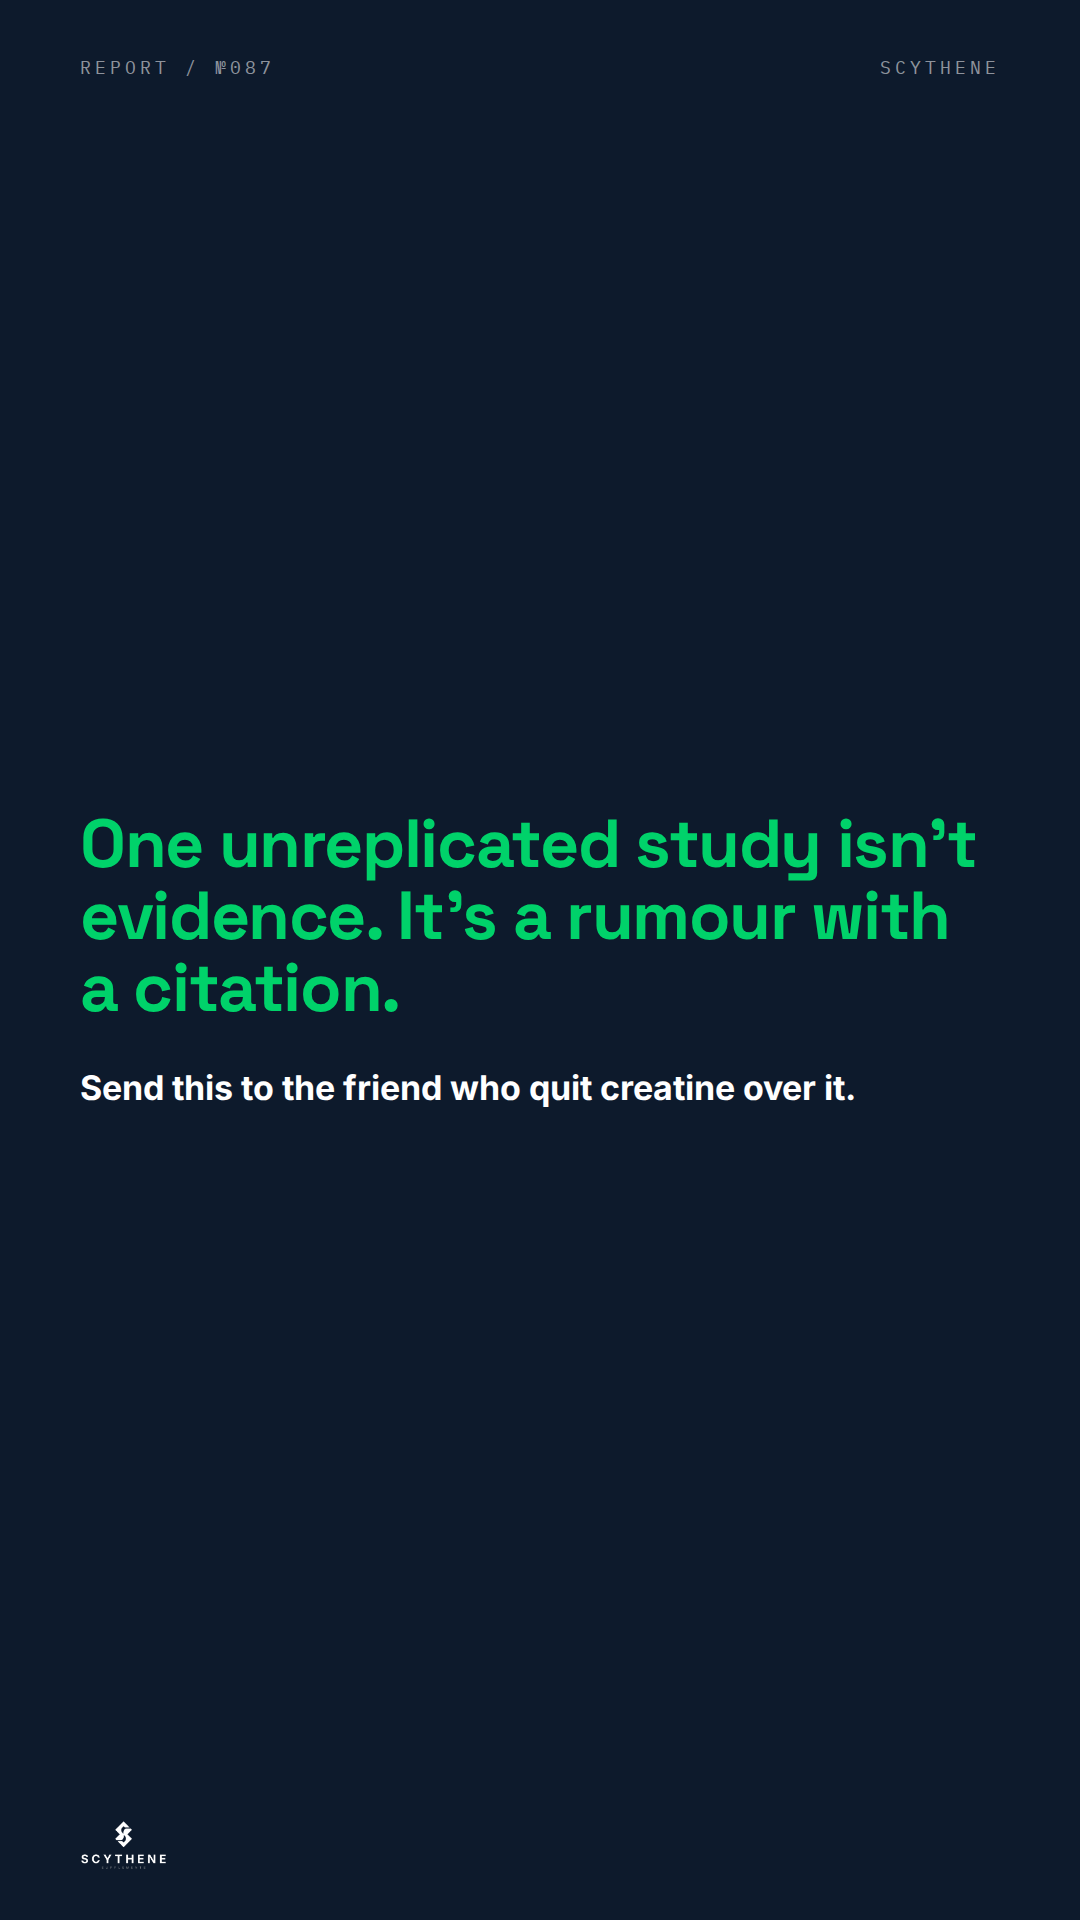 REPORT / №087
SCYTHENE
One unreplicated study isn’t
evidence. It’s a rumour with
a citation.
Send this to the friend who quit creatine over it.
SCYTHENE